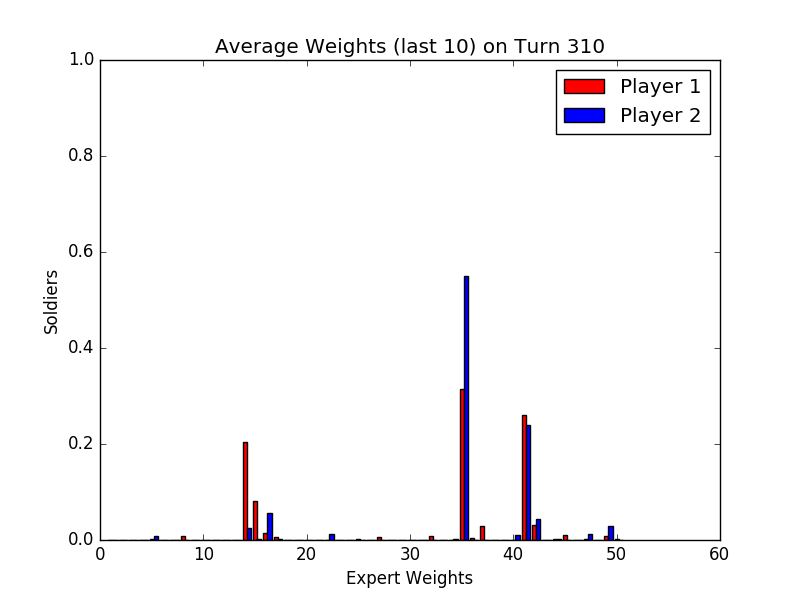 Average Weights (last 10) on Turn 310
1.0
Player 1
Player 2
0.8
0.6
Soldiers
0.4
0.2
0.0
0 10 20 30 40 50 60
Expert Weights